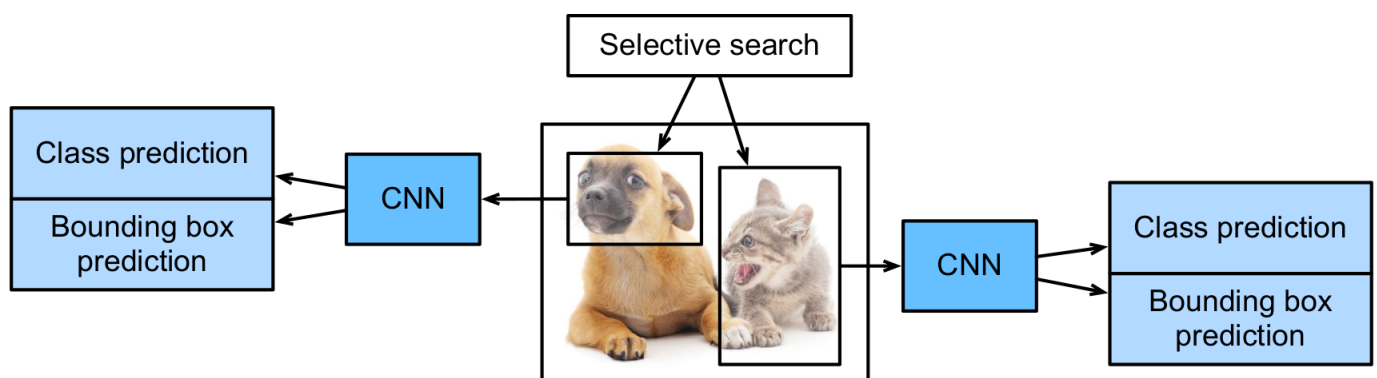 Selective search
Class prediction
Bounding box
prediction
CNN
CNN
Class prediction
Bounding box
prediction